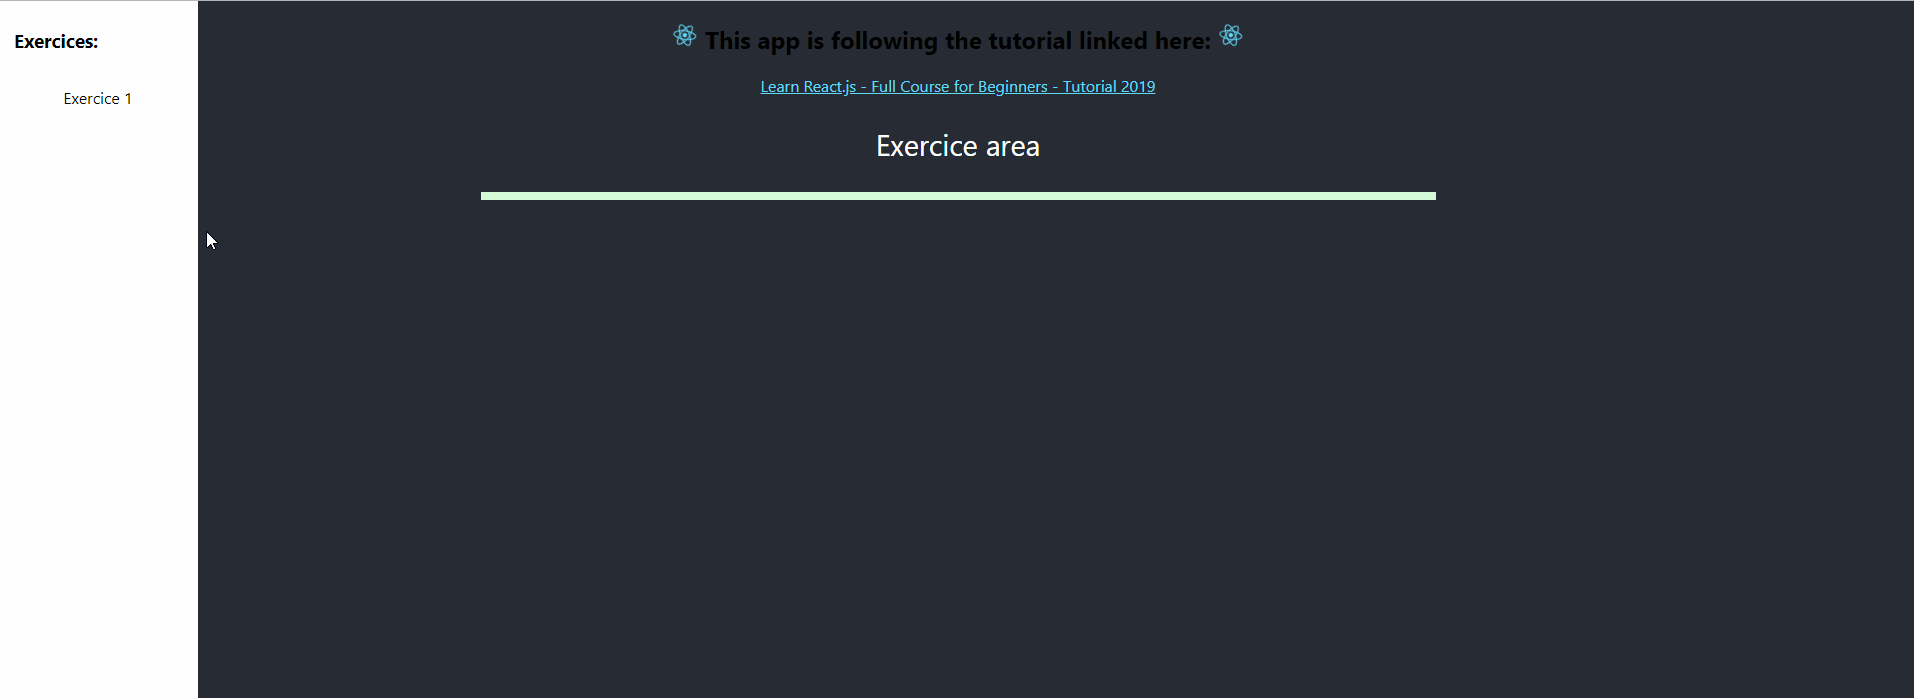 Exercices:
Exercice 1
This app is following the tutorial linked here:
Learn React.js - Full Course for Beginners - Tutorial 2019
Exercice area